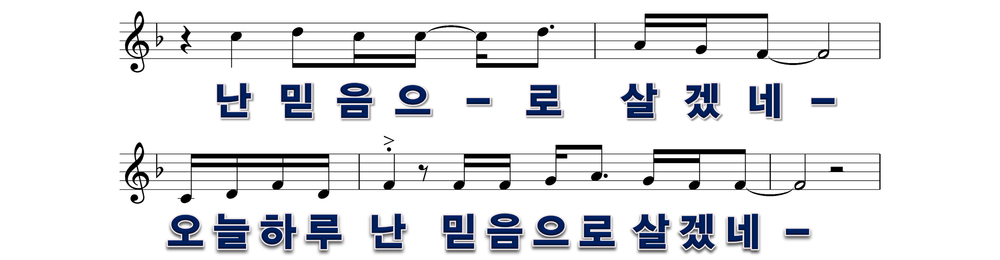 난 믿 음 으 - 로 살 겠 네 -
오늘하루 난 믿음으로살겠네 -